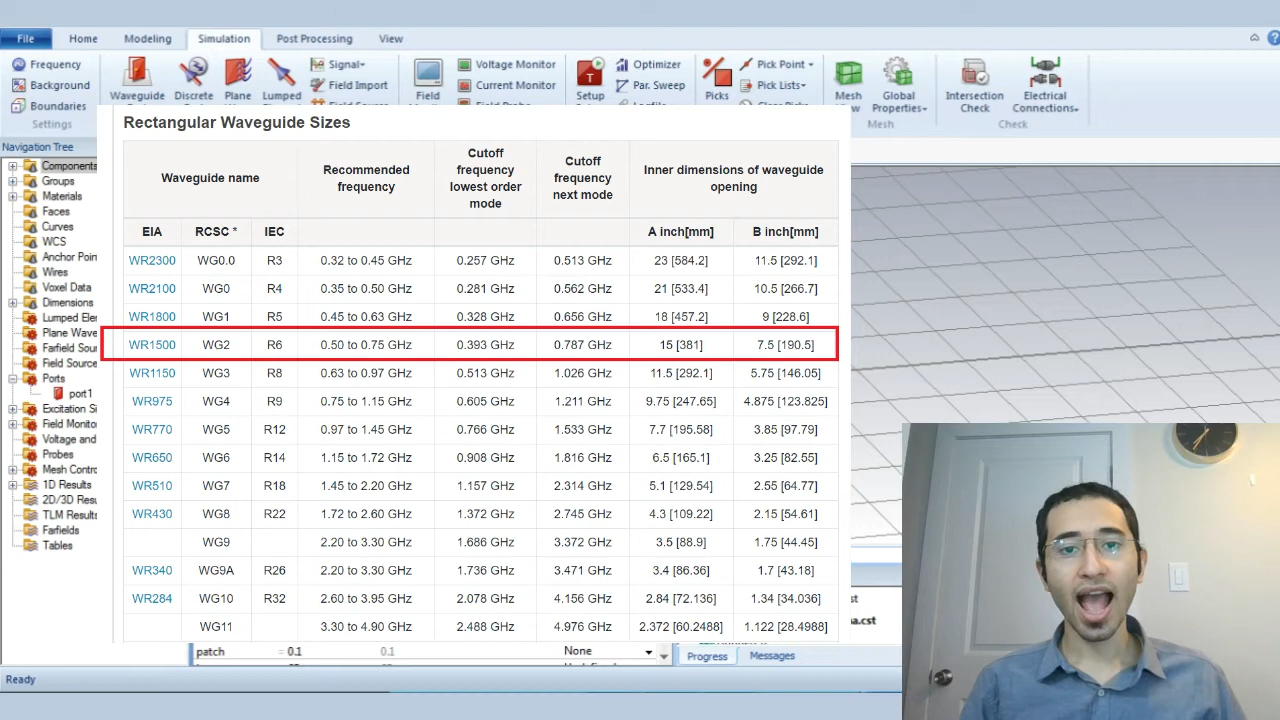 File Home Modeling Simulation Post Processing View
Frequency
Background
Boundaries
Settings
Waveguide
Discrete
Plane
Lumped
Signal
Field Import
Field
Voltage Monitor
Current Monitor
Setup
Optimizer
Par. Sweep
Picks
Pick Point
Pick Lists
Mesh
Global
Properties
Mesh
Intersection
Check
Electrical
Connections
Check
Navigation Tree
Components
Groups
Materials
Faces
Curves
WCS
Anchor Poin
Wires
Voxel Data
Dimensions
Lumped Ele
Plane Wave
Farfield Sour
Field Source
Ports
port1
Excitation Si
Field Monito
Voltage and
Probes
Mesh Contro
1D Results
2D/3D Resu
TLM Results
Farfields
Tables
Rectangular Waveguide Sizes
Waveguide name Recommended frequency Cutoff frequency lowest order mode Cutoff frequency next mode Inner dimensions of waveguide opening
EIA RCSC * IEC A inch[mm] B inch[mm]
WR2300 WG0.0 R3 0.32 to 0.45 GHz 0.257 GHz 0.513 GHz 23 [584.2] 11.5 [292.1]
WR2100 WG0 R4 0.35 to 0.50 GHz 0.281 GHz 0.562 GHz 21 [533.4] 10.5 [266.7]
WR1800 WG1 R5 0.45 to 0.63 GHz 0.328 GHz 0.656 GHz 18 [457.2] 9 [228.6]
WR1500 WG2 R6 0.50 to 0.75 GHz 0.393 GHz 0.787 GHz 15 [381] 7.5 [190.5]
WR1150 WG3 R8 0.63 to 0.97 GHz 0.513 GHz 1.026 GHz 11.5 [292.1] 5.75 [146.05]
WR975 WG4 R9 0.75 to 1.15 GHz 0.605 GHz 1.211 GHz 9.75 [247.65] 4.875 [123.825]
WR770 WG5 R12 0.97 to 1.45 GHz 0.766 GHz 1.533 GHz 7.7 [195.58] 3.85 [97.79]
WR650 WG6 R14 1.15 to 1.72 GHz 0.908 GHz 1.816 GHz 6.5 [165.1] 3.25 [82.55]
WR510 WG7 R18 1.45 to 2.20 GHz 1.157 GHz 2.314 GHz 5.1 [129.54] 2.55 [64.77]
WR430 WG8 R22 1.72 to 2.60 GHz 1.372 GHz 2.745 GHz 4.3 [109.22] 2.15 [54.61]
WG9 2.20 to 3.30 GHz 1.686 GHz 3.372 GHz 3.5 [88.9] 1.75 [44.45]
WR340 WG9A R26 2.20 to 3.30 GHz 1.736 GHz 3.471 GHz 3.4 [86.36] 1.7 [43.18]
WR284 WG10 R32 2.60 to 3.95 GHz 2.078 GHz 4.156 GHz 2.84 [72.136] 1.34 [34.036]
WG11 3.30 to 4.90 GHz 2.488 GHz 4.976 GHz 2.372 [60.2488] 1.122 [28.4988]
st
na.cst
patch = 0.1 0.1 None
Progress Messages
Ready